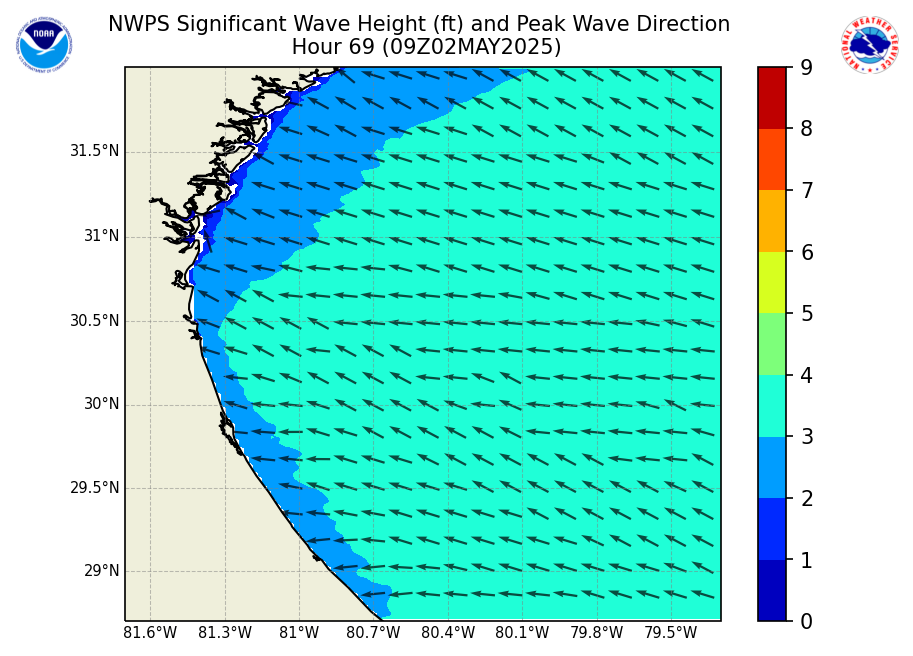 NWPS Significant Wave Height (ft) and Peak Wave Direction
Hour 69 (09Z02MAY2025)
NOAA
NATIONAL WEATHER SERVICE
31.5°N
31°N
30.5°N
30°N
29.5°N
29°N
81.6°W 81.3°W 81°W 80.7°W 80.4°W 80.1°W 79.8°W 79.5°W
9
8
7
6
5
4
3
2
1
0